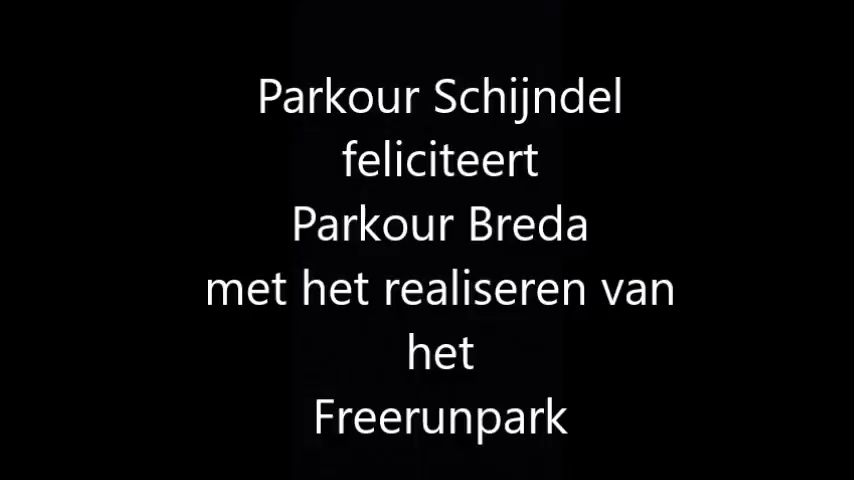 Parkour Schijndel
feliciteert
Parkour Breda
met het realiseren van
het
Freerunpark